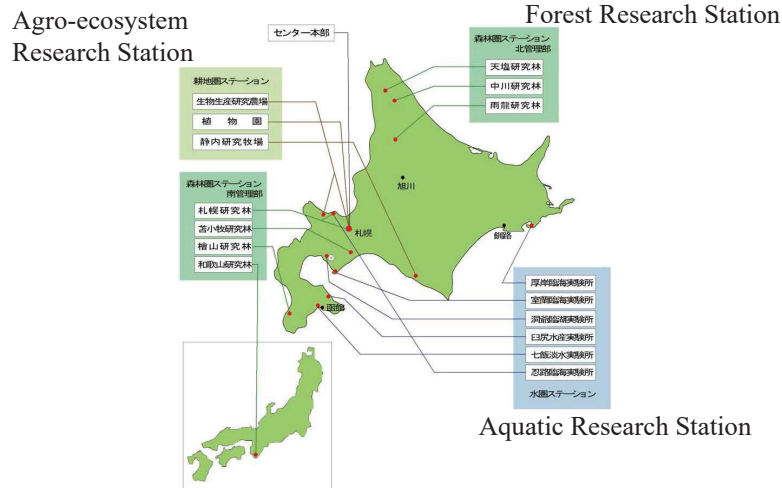 Agro-ecosystem
Research Station
Forest Research Station
センター本部
耕地圏ステーション
生物生産研究農場
植物園
静内研究牧場
森林圏ステーション
北管理部
天塩研究林
中川研究林
雨龍研究林
旭川
札幌
釧路
函館
森林圏ステーション
南管理部
札幌研究林
苫小牧研究林
檜山研究林
和歌山研究林
厚岸臨海実験所
室蘭臨海実験所
洞爺臨湖実験所
臼尻水産実験所
七飯淡水実験所
忍路臨海実験所
水圏ステーション
Aquatic Research Station